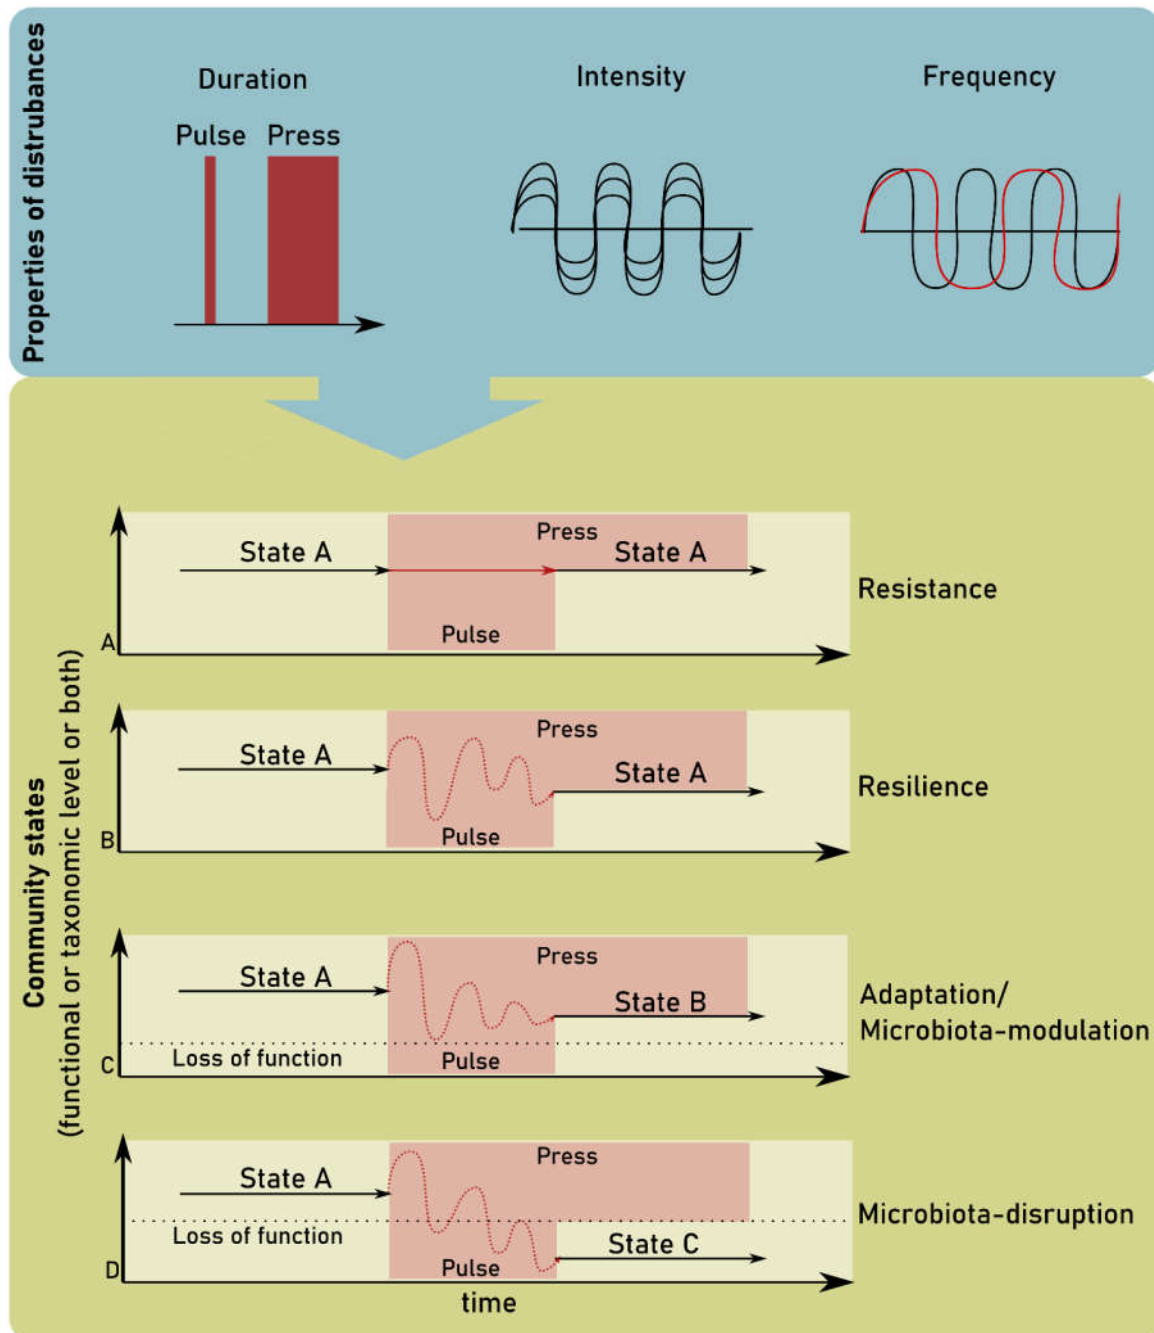 Properties of distrubances
Duration
Intensity
Frequency
Pulse
Press
Community states
(functional or taxonomic level or both)
Press
State A
State A
Resistance
Pulse
A
Press
State A
State A
Resilience
Pulse
B
Press
State A
State B
Adaptation/
Microbiota-modulation
Loss of function
Pulse
C
Press
State A
Microbiota-disruption
Loss of function
State C
Pulse
D
time